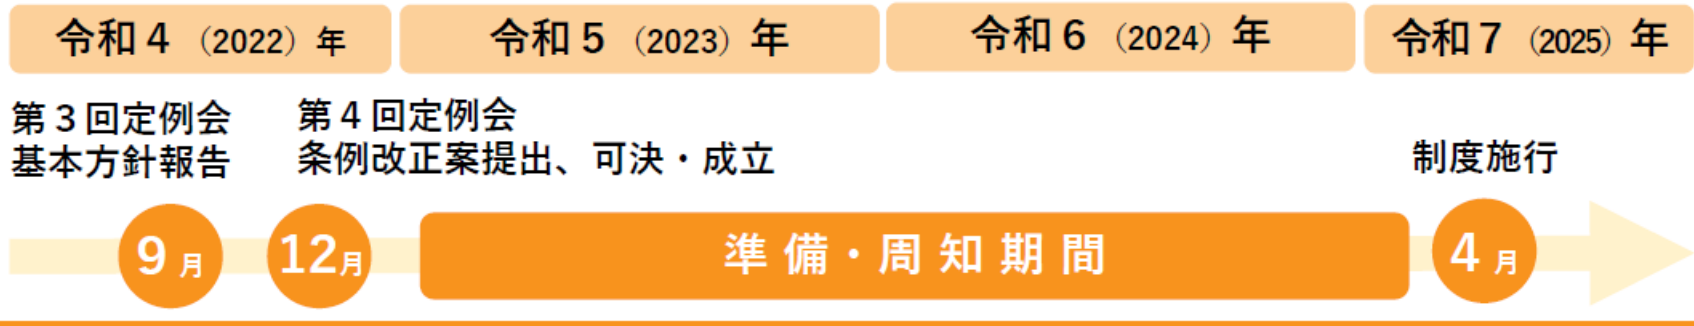 令和４（2022）年
令和５（2023）年
令和６（2024）年
令和７（2025）年
第３回定例会
基本方針報告
第４回定例会
条例改正案提出、可決・成立
制度施行
9月
12月
準備・周知期間
4月